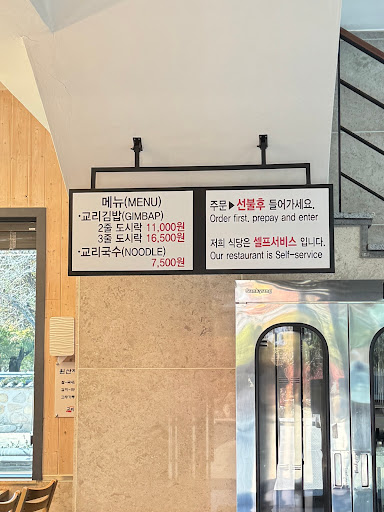 메뉴(MENU)
·교리김밥(GIMBAP)
2줄 도시락 11,000원
3줄 도시락 16,500원
·교리국수(NOODLE)
7,500원
주문▶선불후 들어가세요.
Order first, prepay and enter
저희 식당은 셀프서비스 입니다.
Our restaurant is Self-service